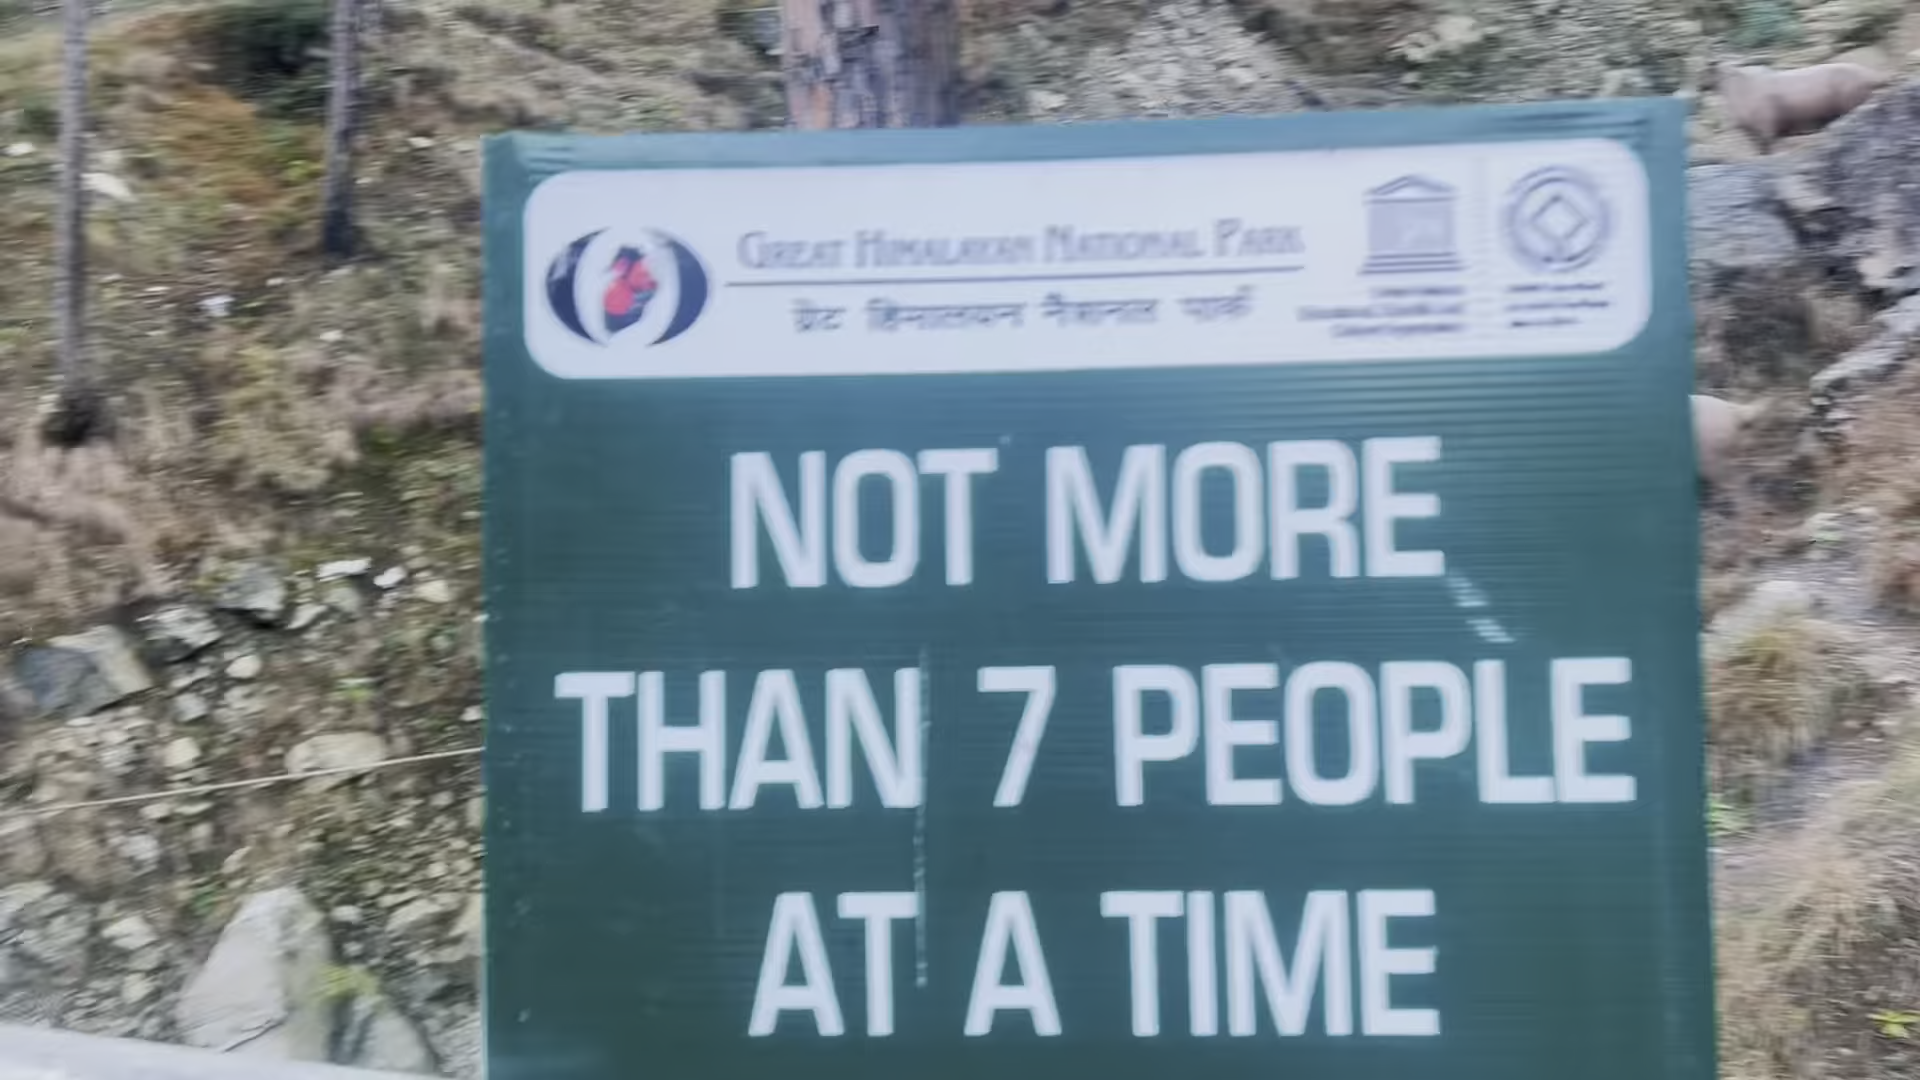 GREAT HIMALAYAN NATIONAL PARK
ग्रेट हिमालयन नैशनल पार्क
NOT MORE
THAN 7 PEOPLE
AT A TIME